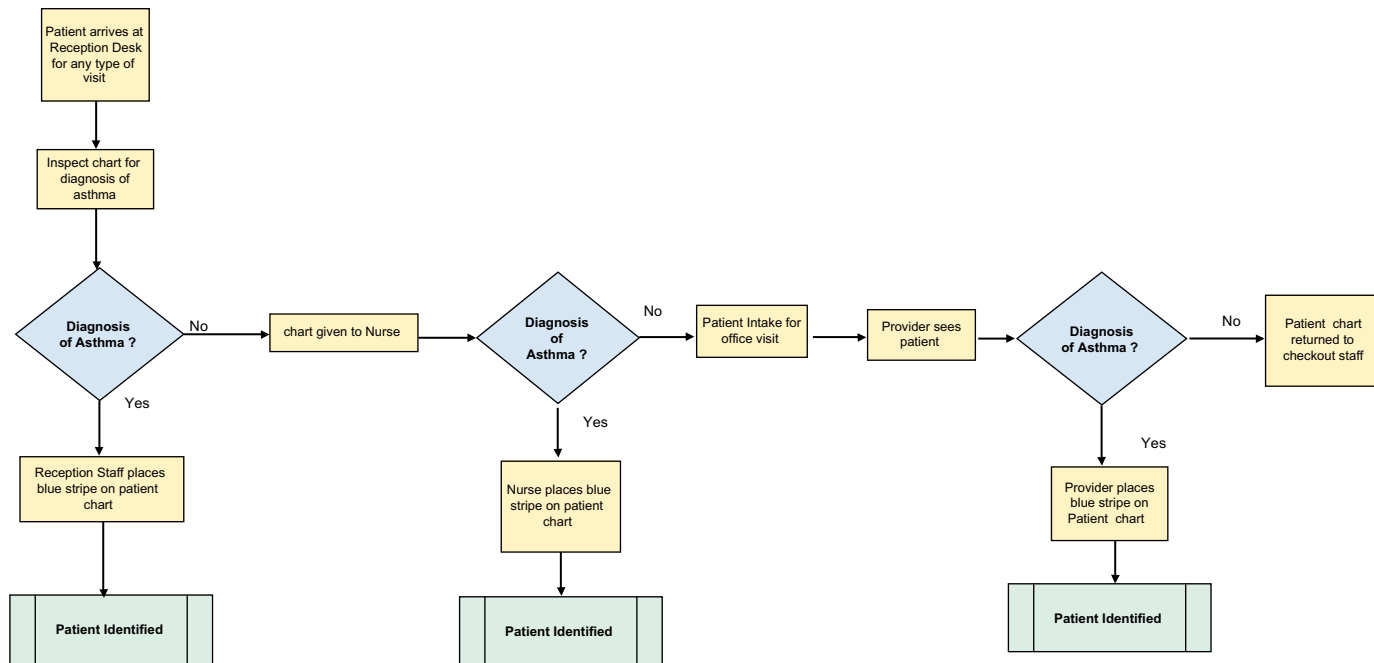 Patient arrives at
Reception Desk
for any type of
visit
Inspect chart for
diagnosis of
asthma
Diagnosis
of Asthma ?
No
chart given to Nurse
Diagnosis
of
Asthma ?
No
Patient Intake for
office visit
Provider sees
patient
Diagnosis
of Asthma ?
No
Patient chart
returned to
checkout staff
Yes
Reception Staff places
blue stripe on patient
chart
Patient Identified
Yes
Nurse places blue
stripe on patient
chart
Patient Identified
Yes
Provider places
blue stripe on
Patient chart
Patient Identified